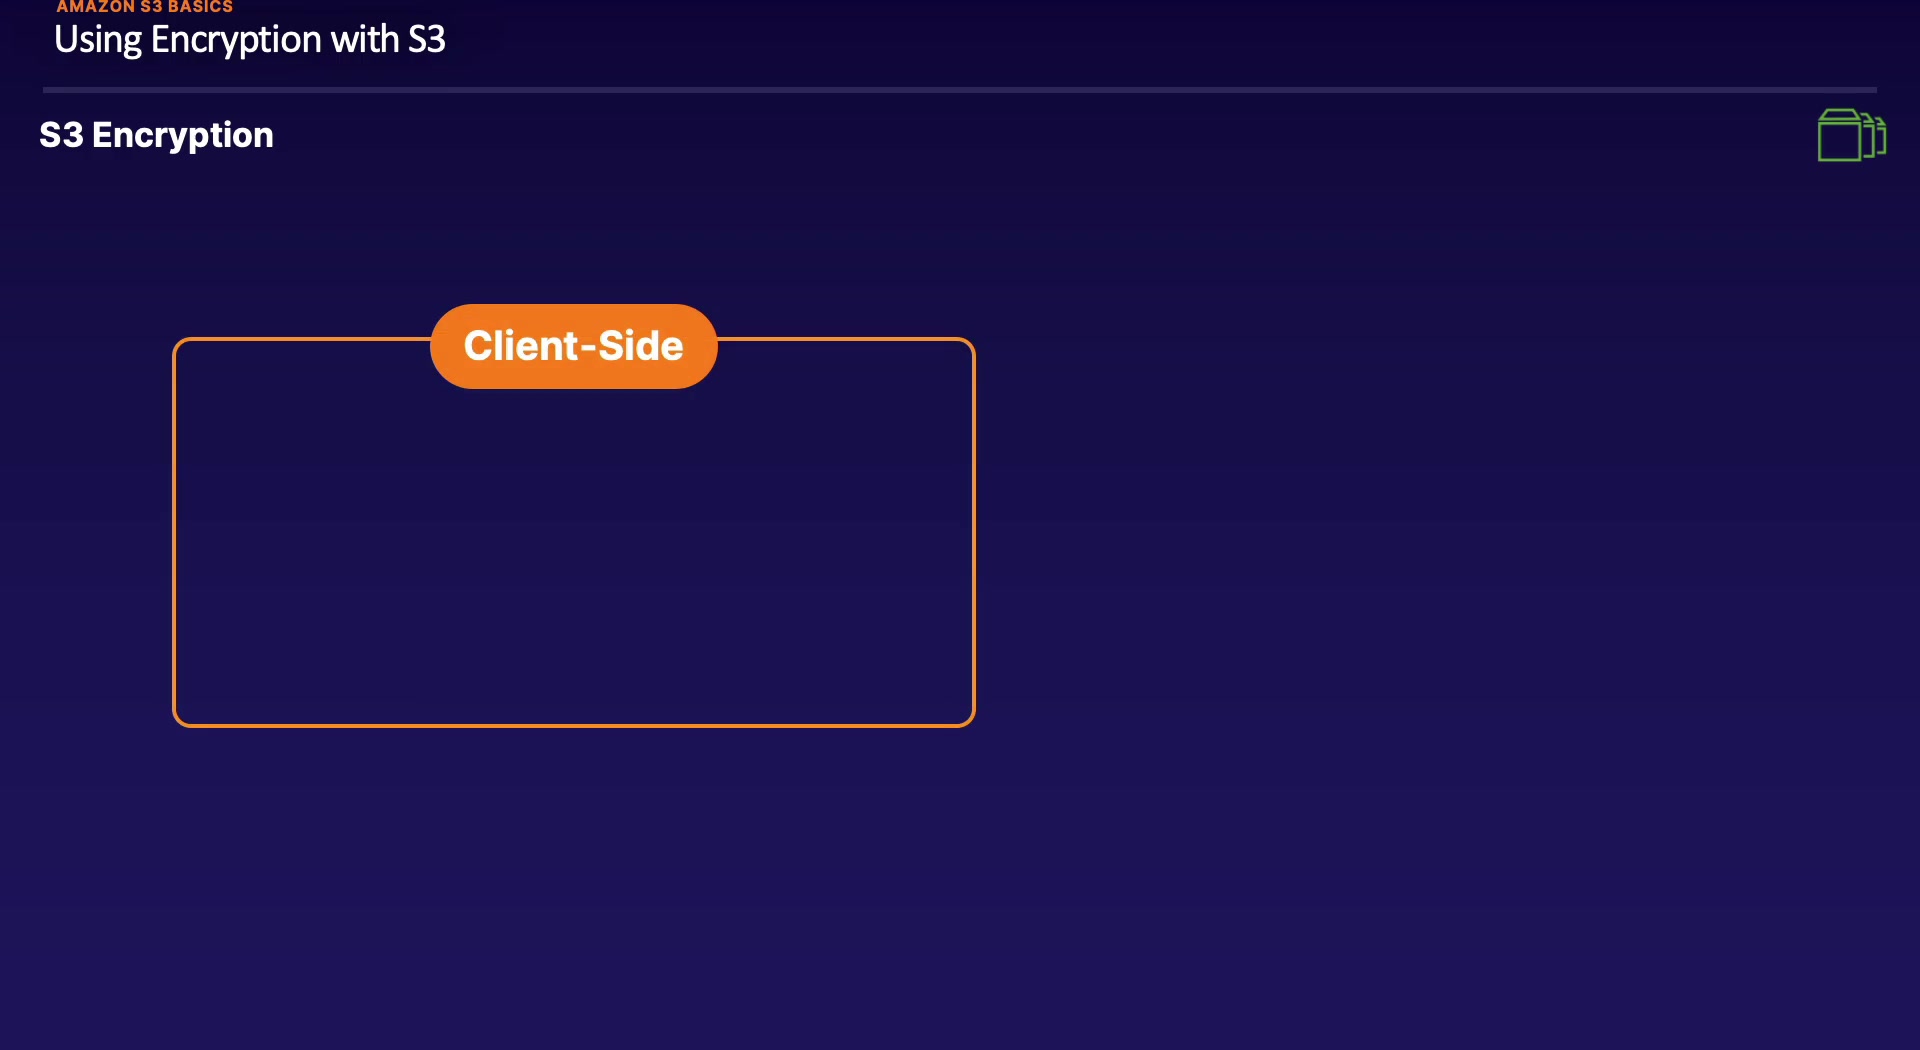 AMAZON S3 BASICS
Using Encryption with S3
S3 Encryption
Client-Side